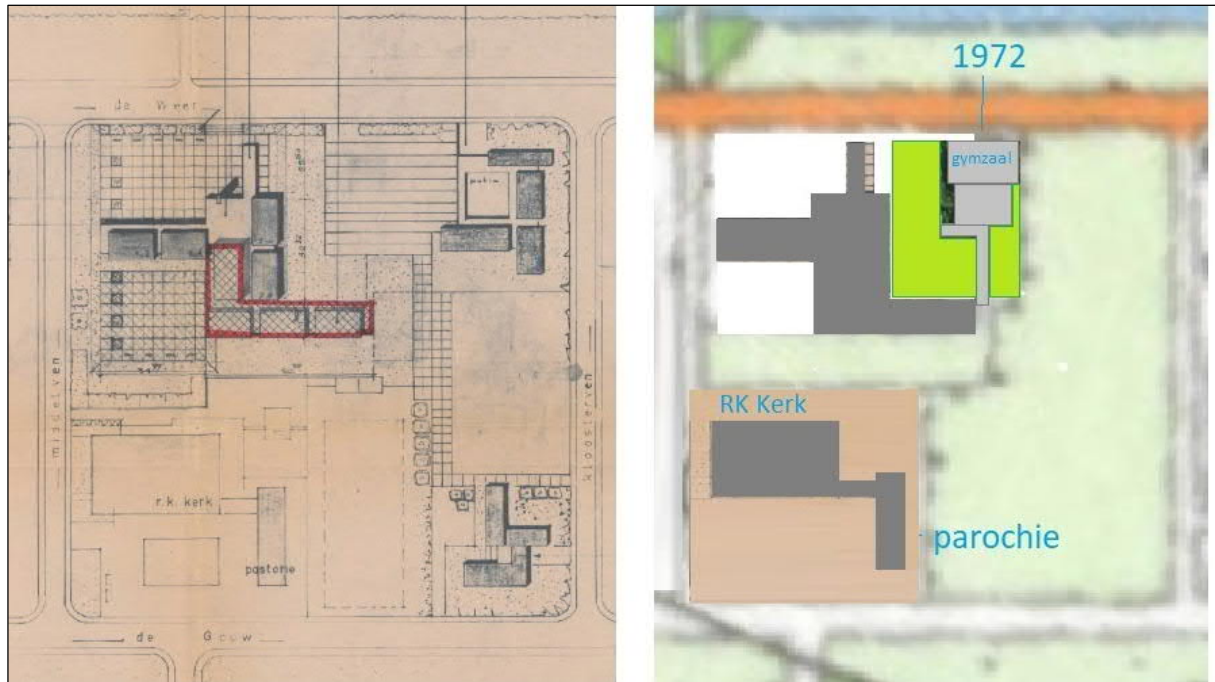 de Weer
patio
middelven
kloosterven
r.k. kerk
pastorie
de Gouw
1972
gymzaal
RK Kerk
parochie